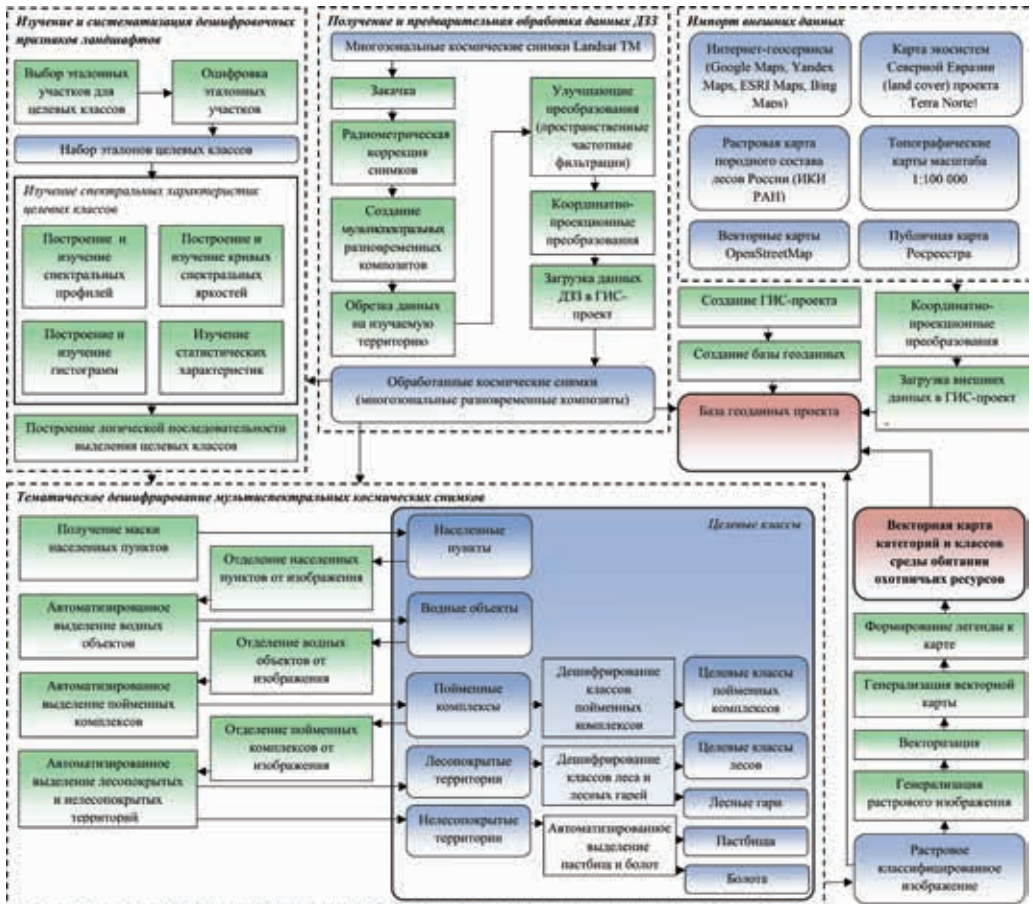 Изучение и систематизация дешифровочных
признаков ландшафтов
Выбор эталонных
участков для
целевых классов
Оцифровка
эталонных
участков
Набор эталонов целевых классов
Изучение спектральных характеристик
целевых классов
Построение и
изучение
спектральных
профилей
Построение и
изучение кривых
спектральных
яркостей
Построение и
изучение
гистограмм
Изучение
статистических
характеристик
Построение логической последовательности
выделения целевых классов
Получение и предварительная обработка данных ДЗЗ
Многозональные космические снимки Landsat TM
Закачка
Радиометрическая
коррекция
снимков
Создание
мультиспектральных
разновременных
композитов
Обрезка данных
на изучаемую
территорию
Улучшающие
преобразования
(пространственные
частотные
фильтрации)
Координатно-
проекционные
преобразования
Загрузка данных
ДЗЗ в ГИС-
проект
Обработанные космические снимки
(многозональные разновременные композиты)
Импорт внешних данных
Интернет-геосервисы
(Google Maps, Yandex
Maps, ESRI Maps, Bing
Maps)
Карта экосистем
Северной Евразии
(land cover) проекта
Terra Norte!
Растровая карта
породного состава
лесов России (ИКИ
РАН)
Топографические
карты масштаба
1:100 000
Векторные карты
OpenStreetMap
Публичная карта
Росреестра
Создание ГИС-проекта
Создание базы геоданных
Координатно-
проекционные
преобразования
Загрузка внешних
данных в ГИС-проект
База геоданных проекта
Тематическое дешифрирование мультиспектральных космических снимков
Получение маски
населенных пунктов
Отделение населенных
пунктов от изображения
Автоматизированное
выделение водных
объектов
Отделение водных
объектов от
изображения
Автоматизированное
выделение пойменных
комплексов
Отделение пойменных
комплексов от
изображения
Автоматизированное
выделение лесопокрытых
и нелесопокрытых
территорий
Целевые классы
Населенные
пункты
Водные объекты
Пойменные
комплексы
Дешифрирование
классов
пойменных
комплексов
Целевые классы
пойменных
комплексов
Лесопокрытые
территории
Дешифрирование
классов леса и
лесных гарей
Целевые классы
лесов
Лесные гари
Нелесопокрытые
территории
Автоматизированное
выделение
пастбищ и болот
Пастбища
Болота
Векторная карта
категорий и классов
среды обитания
охотничьих ресурсов
Формирование легенды к
карте
Генерализация векторной
карты
Векторизация
Генерализация
растрового изображения
Растровое
классифицированное
изображение